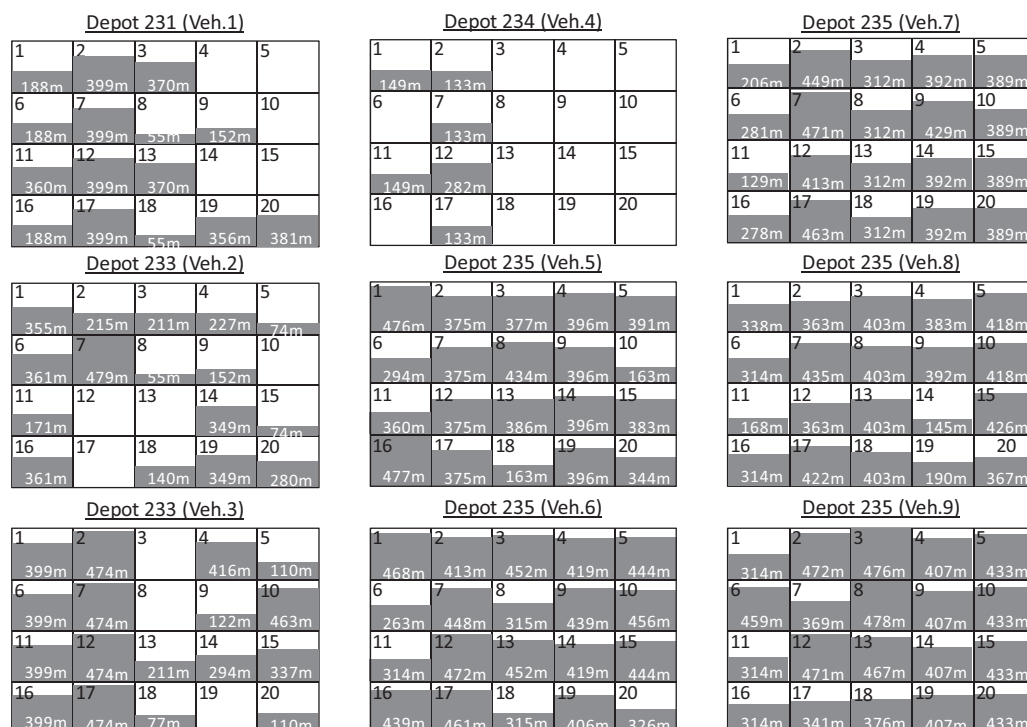 Depot 231 (Veh.1) Depot 234 (Veh.4) Depot 235 (Veh.7)
1 2 3 4 5 1 2 3 4 5 1 2 3 4 5
188m 399m 370m 149m 133m 206m 449m 312m 392m 389m
6 7 8 9 10 6 7 8 9 10 6 7 8 9 10
188m 399m 55m 152m 133m 281m 471m 312m 429m 389m
11 12 13 14 15 11 12 13 14 15 11 12 13 14 15
360m 399m 370m 149m 282m 129m 413m 312m 392m 389m
16 17 18 19 20 16 17 18 19 20 16 17 18 19 20
188m 399m 55m 356m 381m 133m 278m 463m 312m 392m 389m
Depot 233 (Veh.2) Depot 235 (Veh.5) Depot 235 (Veh.8)
1 2 3 4 5 1 2 3 4 5 1 2 3 4 5
355m 215m 211m 227m 74m 476m 375m 377m 396m 391m 338m 363m 403m 383m 418m
6 7 8 9 10 6 7 8 9 10 6 7 8 9 10
361m 479m 55m 152m 294m 375m 434m 396m 163m 314m 435m 403m 392m 418m
11 12 13 14 15 11 12 13 14 15 11 12 13 14 15
171m 349m 74m 360m 375m 386m 396m 383m 168m 363m 403m 145m 426m
16 17 18 19 20 16 17 18 19 20 16 17 18 19 20
361m 140m 349m 280m 477m 375m 163m 396m 344m 314m 422m 403m 190m 367m
Depot 233 (Veh.3) Depot 235 (Veh.6) Depot 235 (Veh.9)
1 2 3 4 5 1 2 3 4 5 1 2 3 4 5
399m 474m 416m 110m 468m 413m 452m 419m 444m 314m 472m 476m 407m 433m
6 7 8 9 10 6 7 8 9 10 6 7 8 9 10
399m 474m 122m 463m 263m 448m 315m 439m 456m 459m 369m 478m 407m 433m
11 12 13 14 15 11 12 13 14 15 11 12 13 14 15
399m 474m 211m 294m 337m 314m 472m 452m 419m 444m 314m 471m 467m 407m 433m
16 17 18 19 20 16 17 18 19 20 16 17 18 19 20
399m 474m 77m 110m 439m 461m 315m 406m 326m 314m 341m 376m 407m 433m